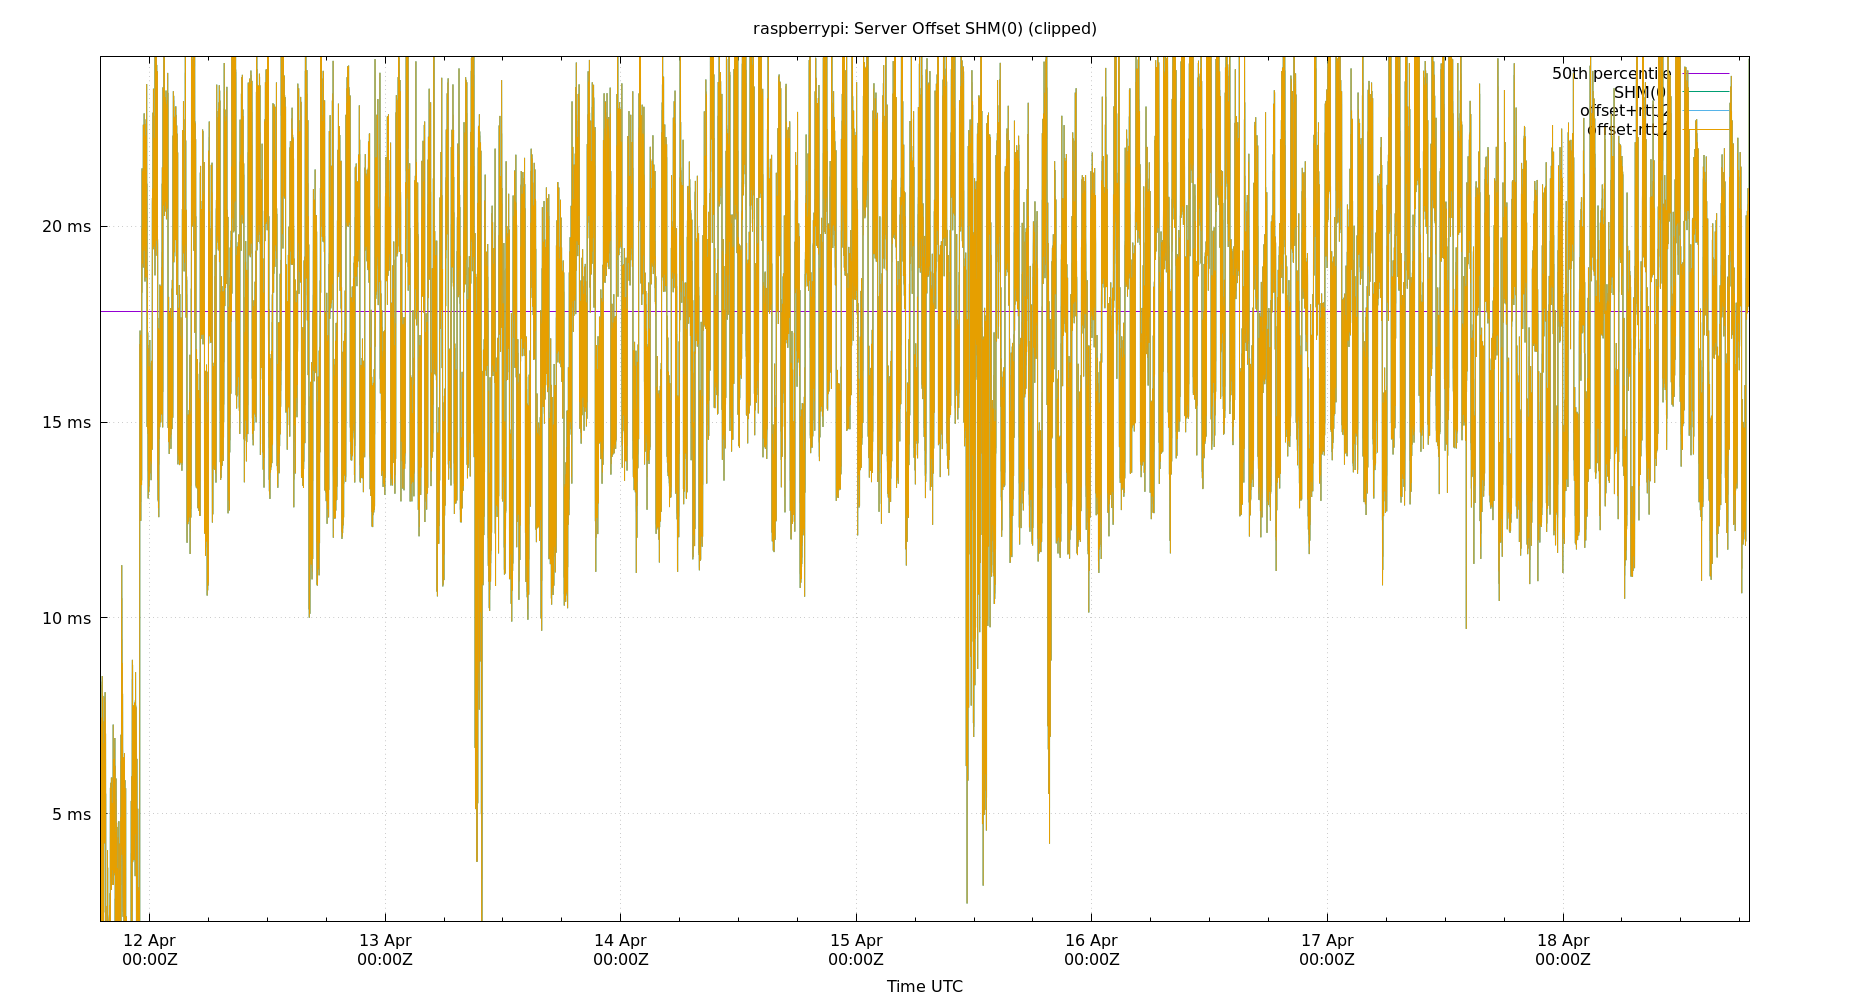 raspberrypi: Server Offset SHM(0) (clipped)
50th percentile
SHM(0)
offset+rtt/2
offset-rtt/2
20 ms
15 ms
10 ms
5 ms
12 Apr 13 Apr 14 Apr 15 Apr 16 Apr 17 Apr 18 Apr
00:00Z 00:00Z 00:00Z 00:00Z 00:00Z 00:00Z 00:00Z
Time UTC